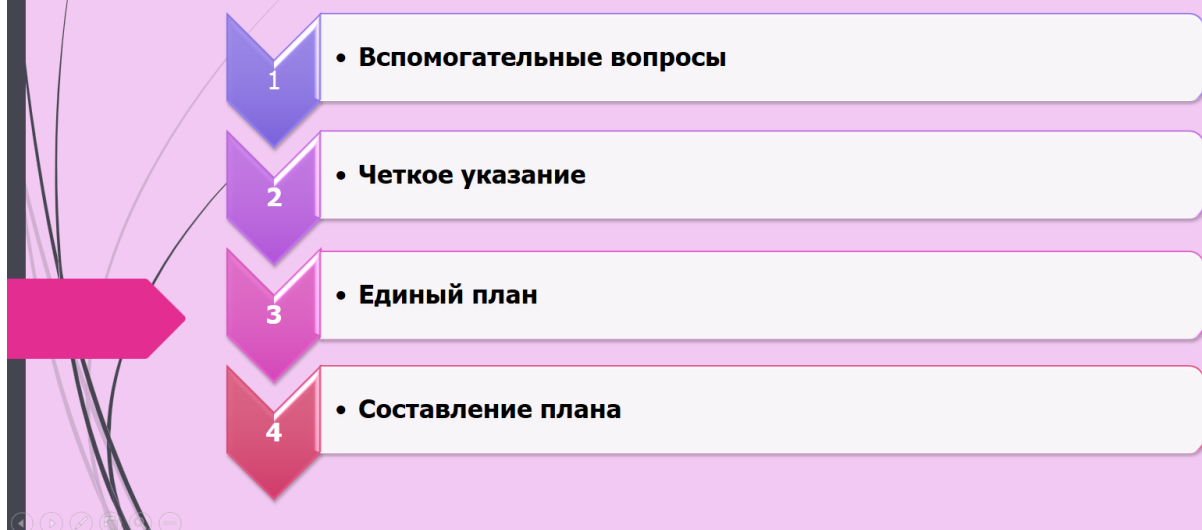 1
• Вспомогательные вопросы
2
• Четкое указание
3
• Единый план
4
• Составление плана